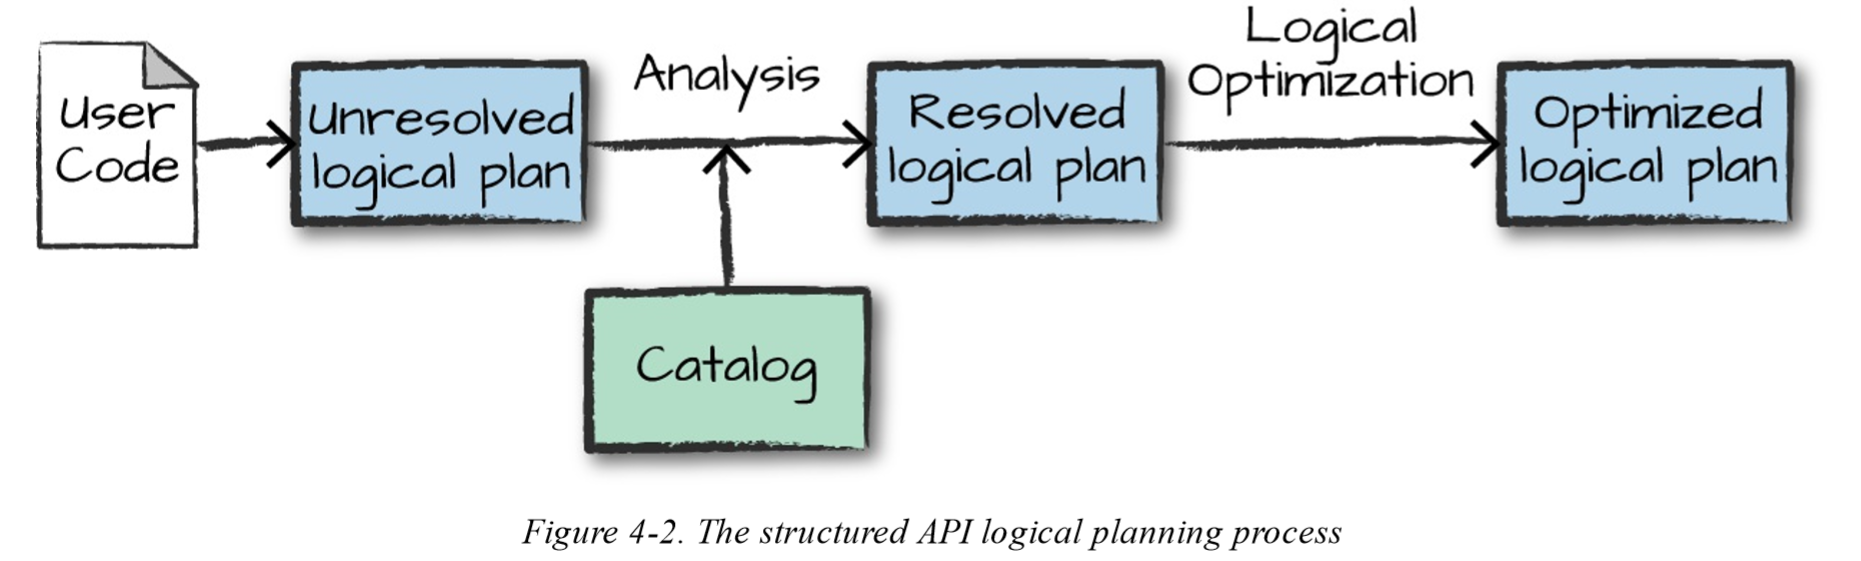 User
Code
Unresolved
logical plan
Analysis
Resolved
logical plan
Logical
Optimization
Optimized
logical plan
Catalog
Figure 4-2. The structured API logical planning process